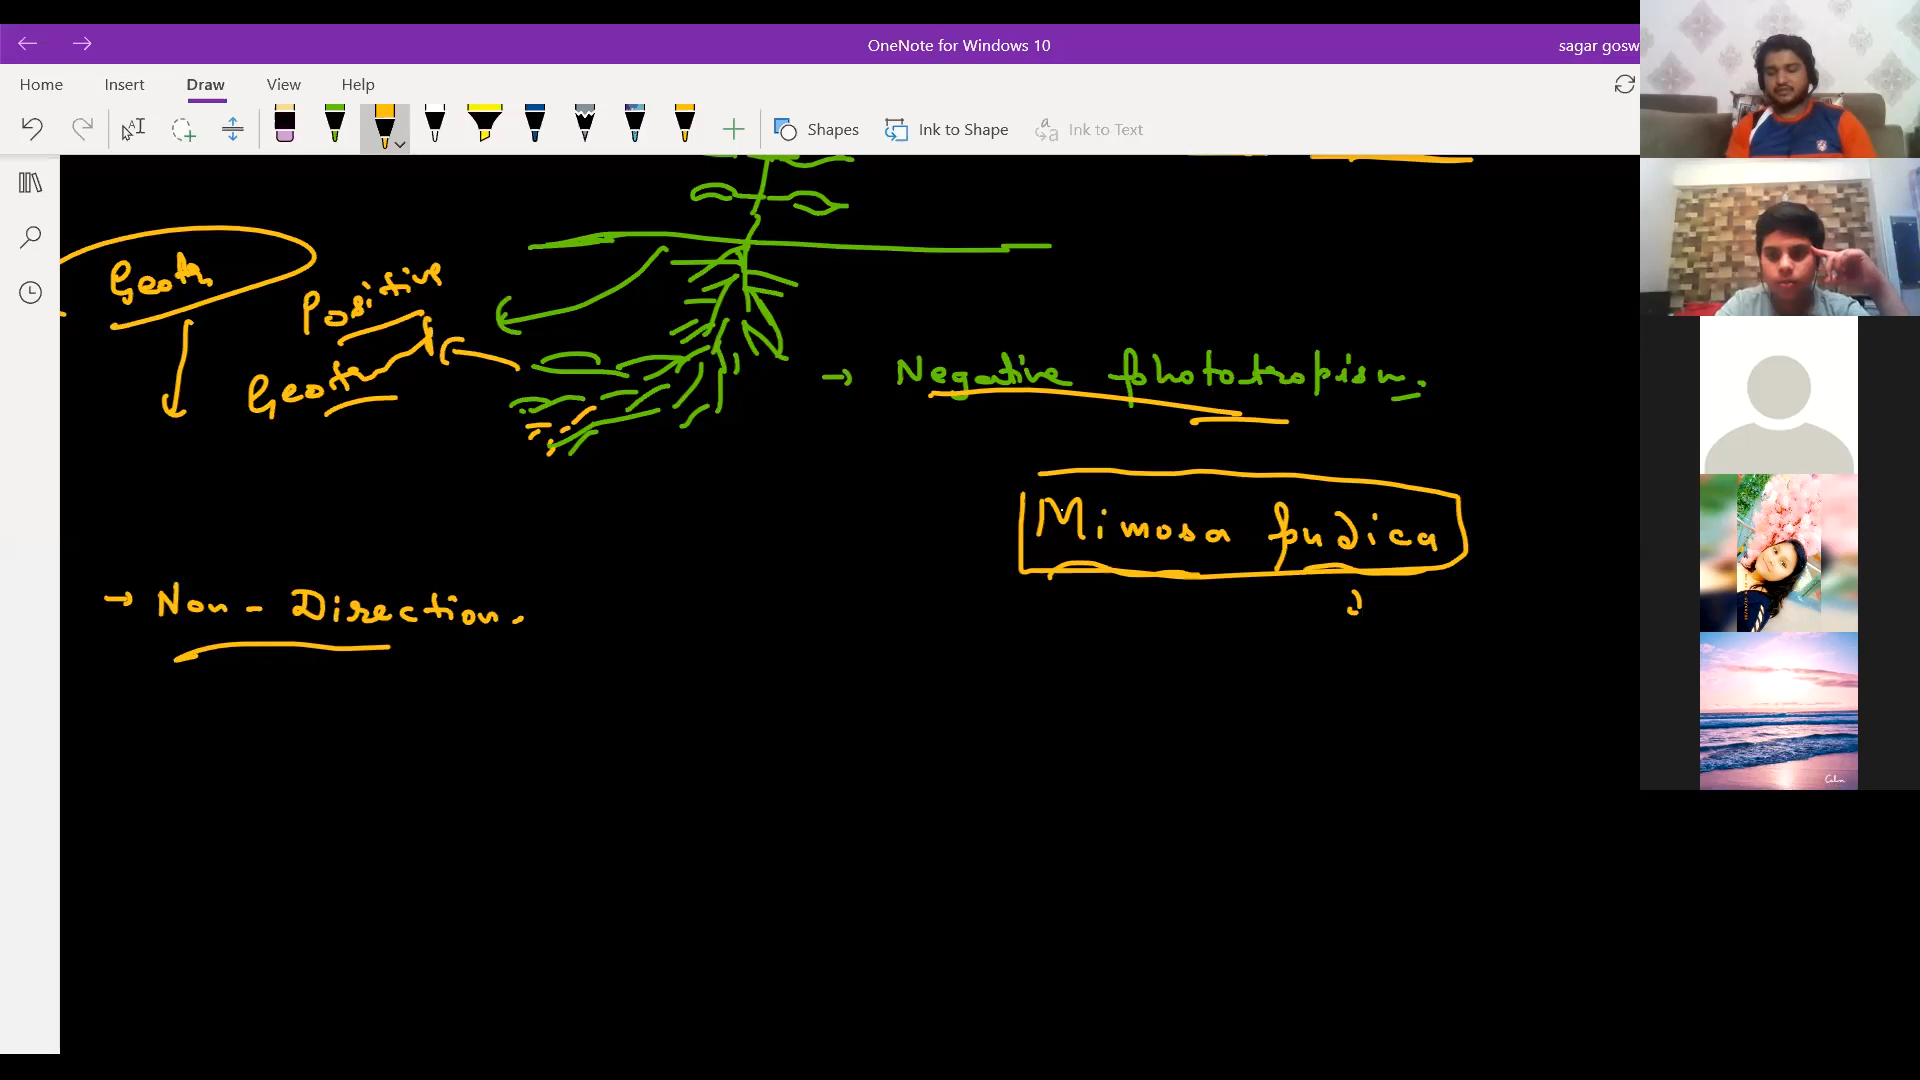 OneNote for Windows 10
sagar gosw
Home Insert Draw View Help
Shapes Ink to Shape Ink to Text
Geotr
Positive
Geotr
→ Negative phototropism.
Mimosa pudica
→ Non - Direction.
Calm